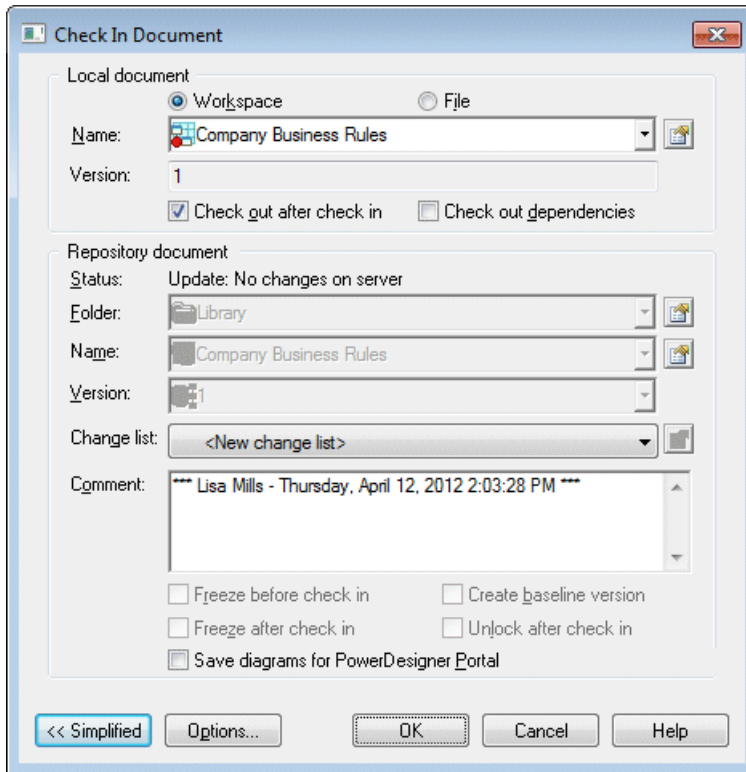 Check In Document
Local document
Workspace File
Name: Company Business Rules
Version: 1
Check out after check in Check out dependencies
Repository document
Status: Update: No changes on server
Folder: Library
Name: Company Business Rules
Version: 1
Change list: <New change list>
Comment: *** Lisa Mills - Thursday, April 12, 2012 2:03:28 PM ***
Freeze before check in Create baseline version
Freeze after check in Unlock after check in
Save diagrams for PowerDesigner Portal
<< Simplified Options... OK Cancel Help